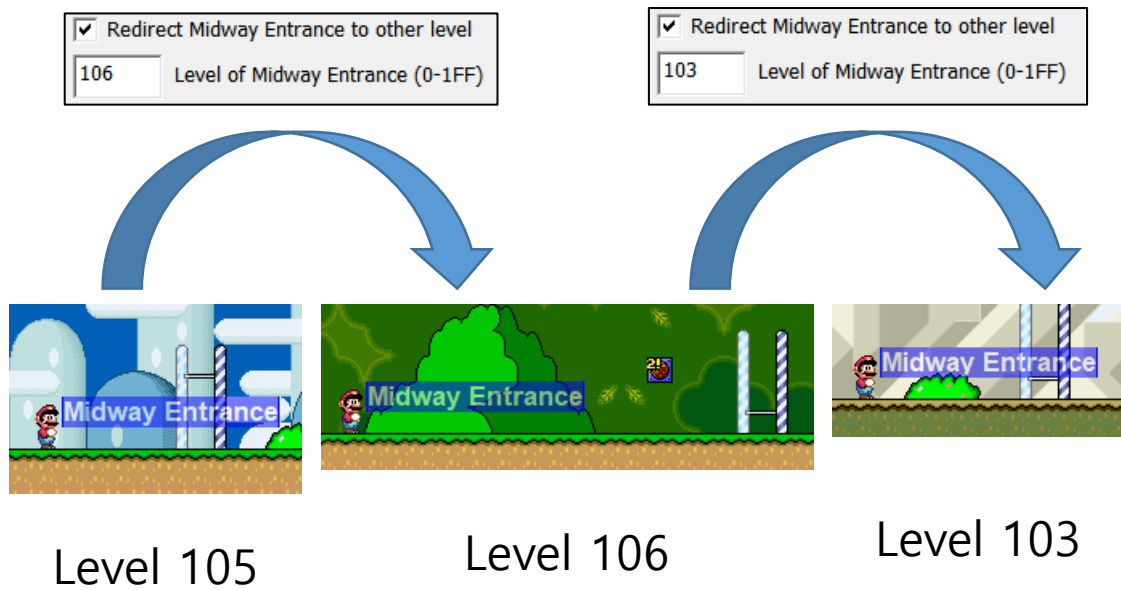 Redirect Midway Entrance to other level
106 Level of Midway Entrance (0-1FF)
Redirect Midway Entrance to other level
103 Level of Midway Entrance (0-1FF)
Midway Entrance
Midway Entrance
2!
Midway Entrance
Level 105
Level 106
Level 103